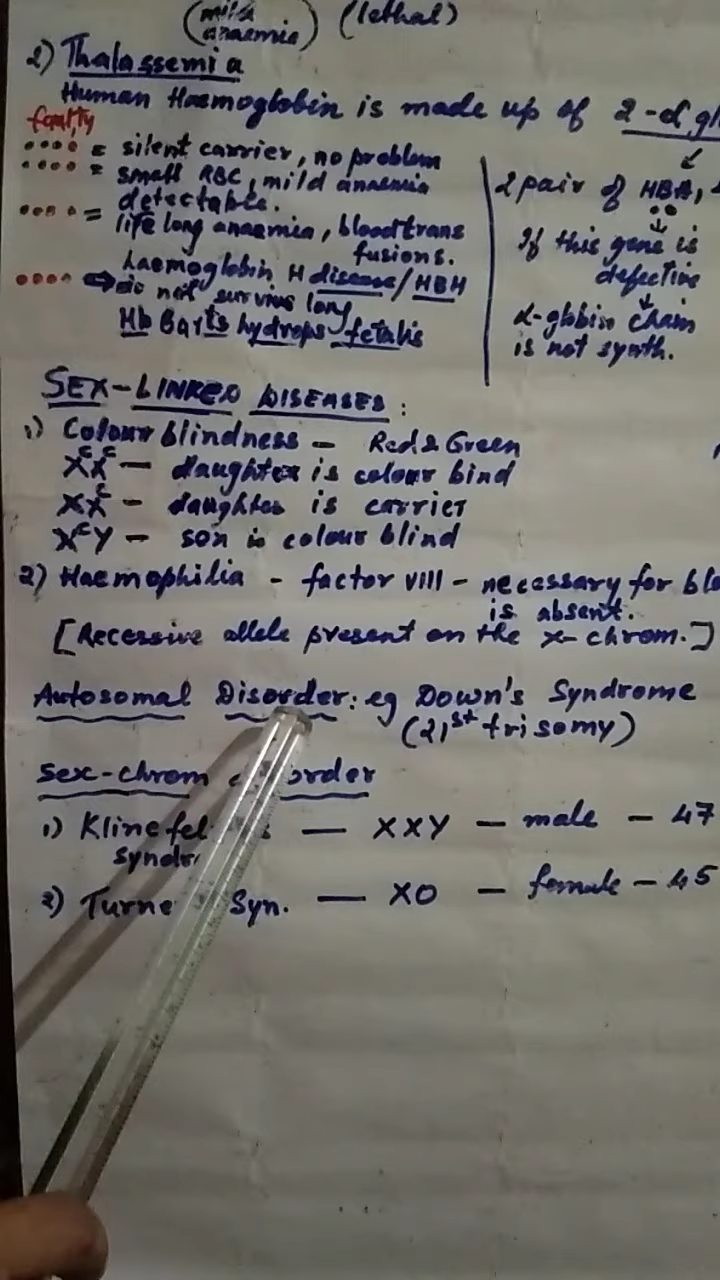 (mild anaemia) (lethal)
2) Thalassemia
Human Haemoglobin is made up of 2-α gl
faulty
= silent carrier, no problem
= small RBC, mild anaemia
detectable.
= life long anaemia, blood trans
fusions.
haemoglobin H disease/HBH
⇒ do not survive long
Hb Barts hydrops fetalis
2 pair of HBA,
↓
If this gene is
defective
↓
α-globin chain
is not synth.
SEX-LINKED DISEASES:
1) Colour blindness - Red & Green
XᶜXᶜ - daughter is colour bind
XXᶜ - daughter is carrier
XᶜY - son is colour blind
2) Haemophilia - factor VIII - necessary for blo
is absent.
[Recessive allele present on the x-chrom.]
Autosomal Disorder: eg Down's Syndrome
(21st trisomy)
Sex-chrom order
1) Klinefel — XXY — male - 47
syndr
2) Turne Syn. — XO — female - 45